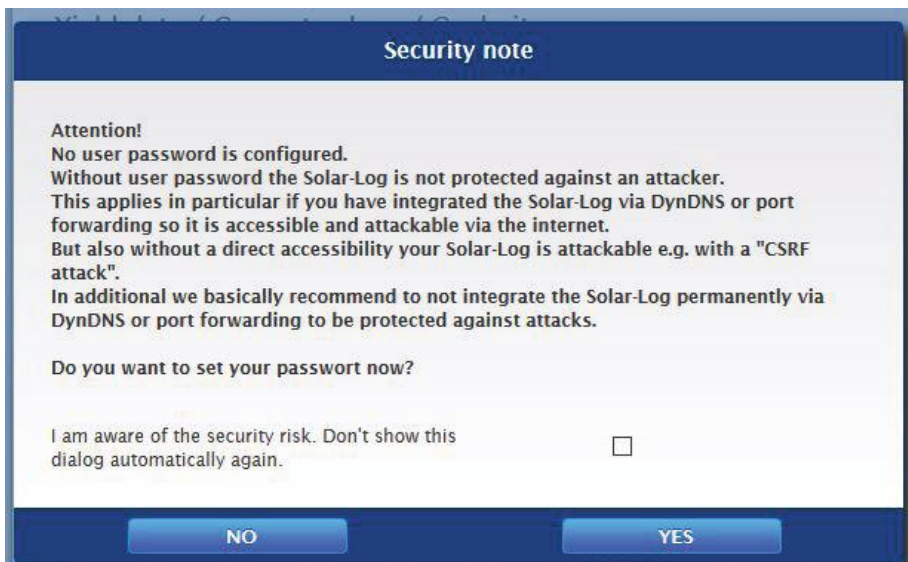 Security note
Attention!
No user password is configured.
Without user password the Solar-Log is not protected against an attacker.
This applies in particular if you have integrated the Solar-Log via DynDNS or port
forwarding so it is accessible and attackable via the internet.
But also without a direct accessibility your Solar-Log is attackable e.g. with a "CSRF
attack".
In additional we basically recommend to not integrate the Solar-Log permanently via
DynDNS or port forwarding to be protected against attacks.
Do you want to set your passwort now?
I am aware of the security risk. Don't show this
dialog automatically again.
NO
YES